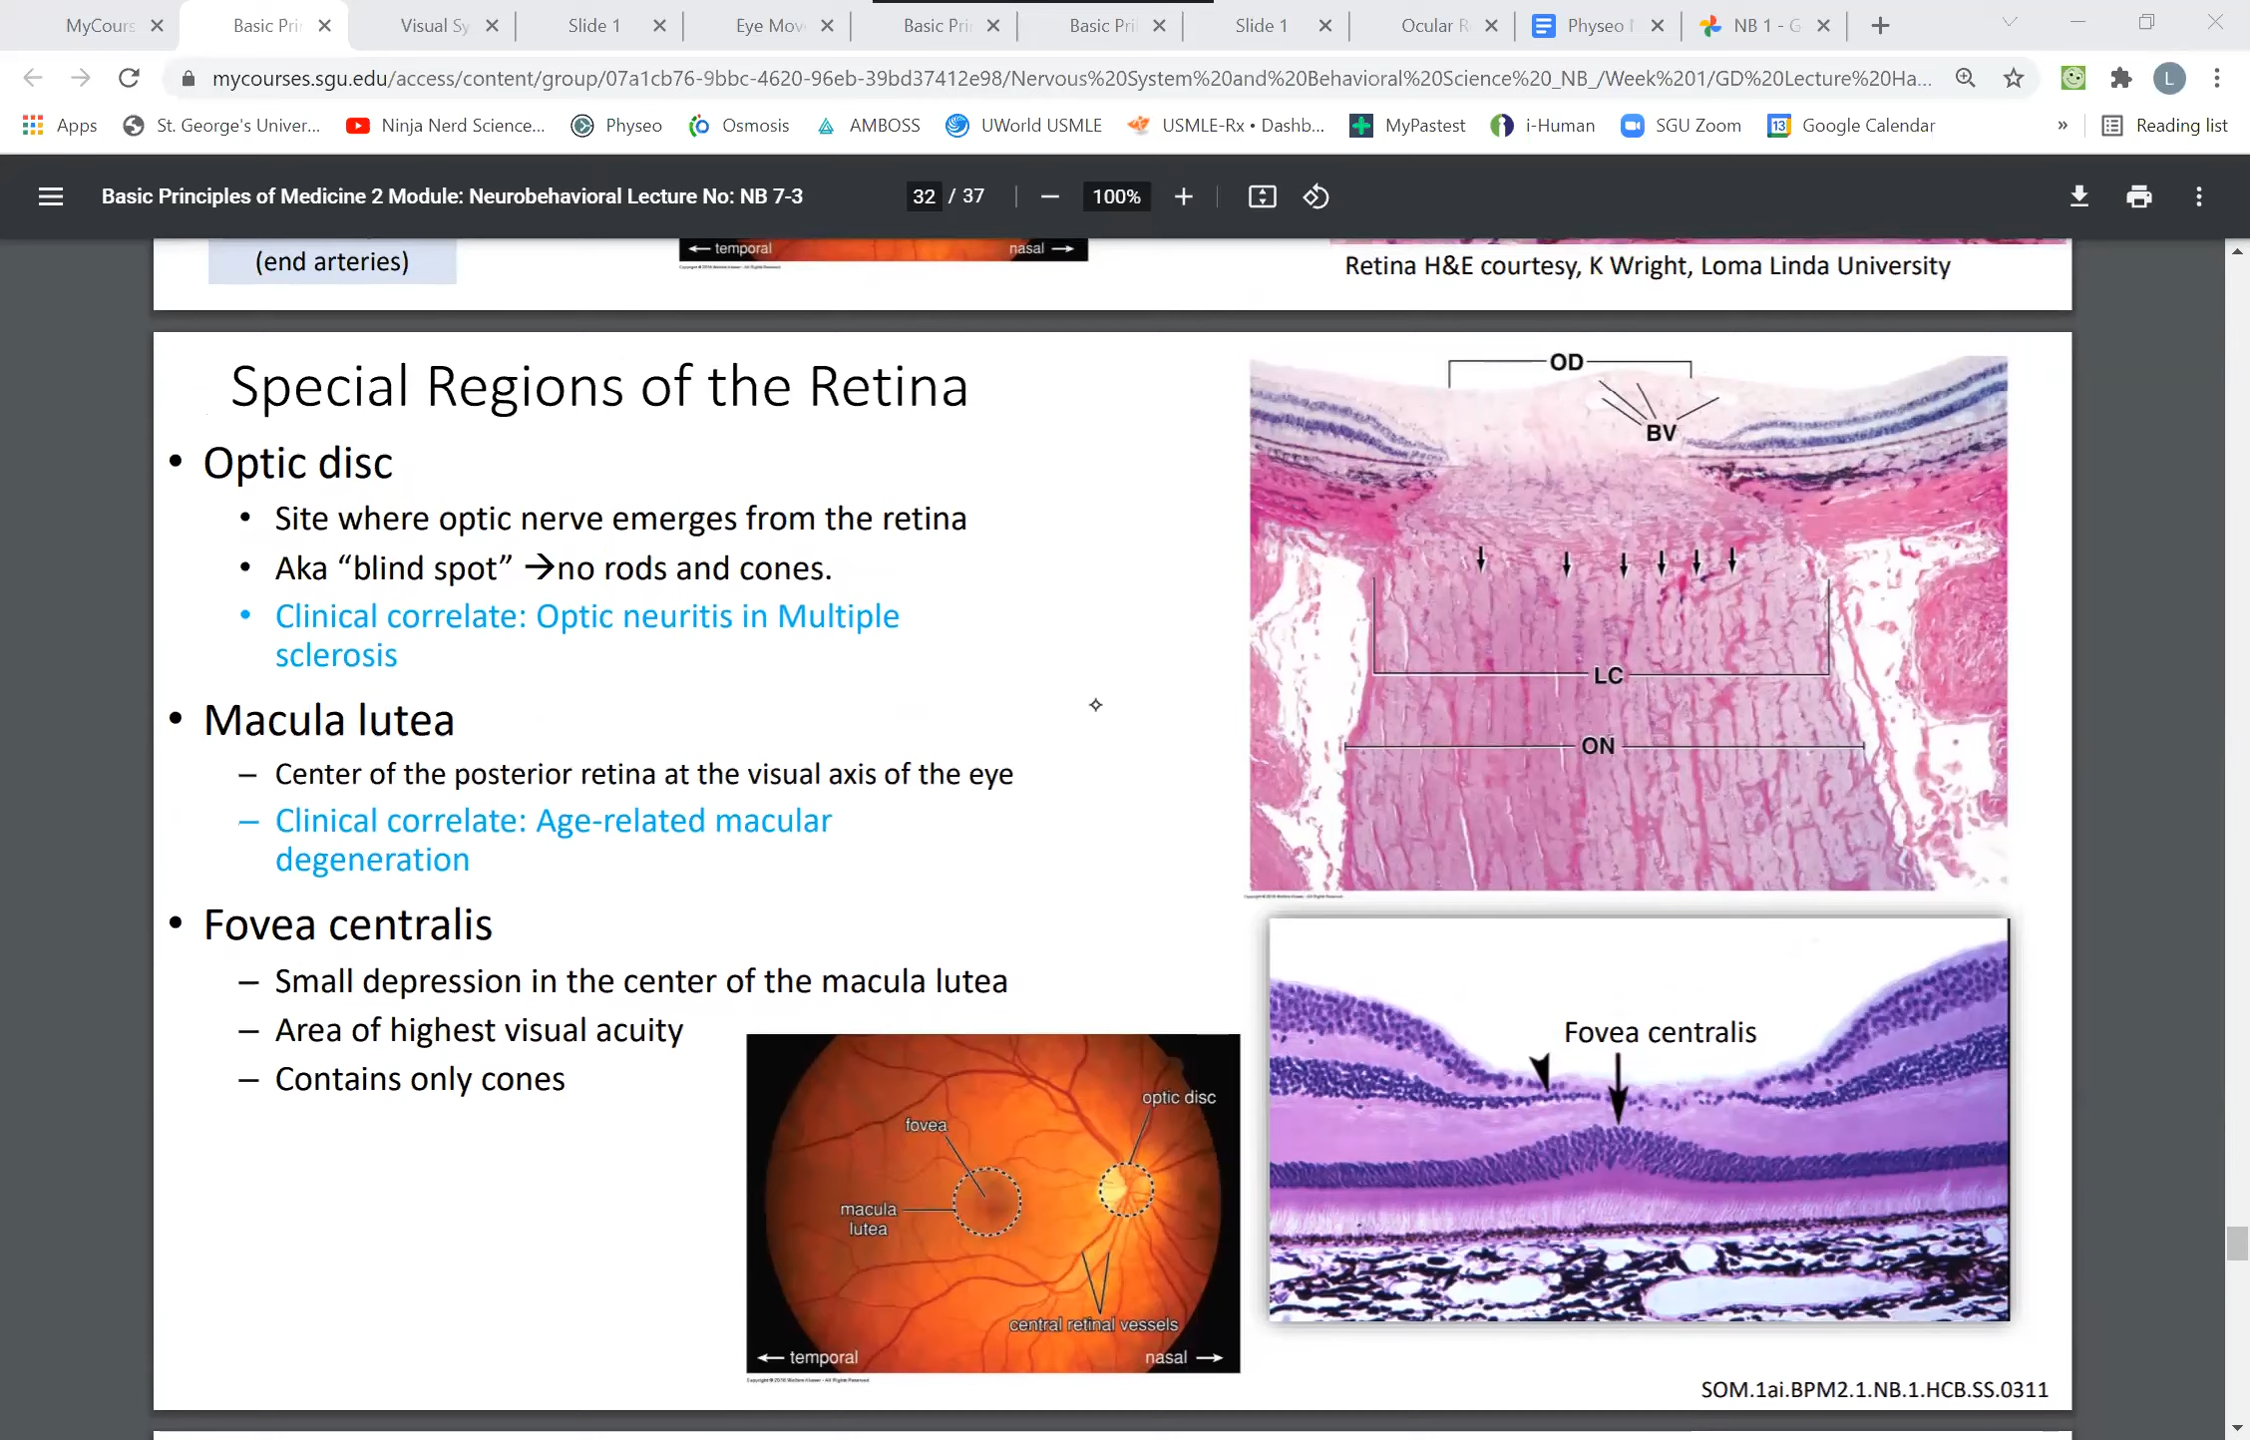 MyCours
Basic Pri
Visual Sy
Slide 1
Eye Mov
Basic Pri
Basic Pri
Slide 1
Ocular R
Physeo
NB 1 - G
mycourses.sgu.edu/access/content/group/07a1cb76-9bbc-4620-96eb-39bd37412e98/Nervous%20System%20and%20Behavioral%20Science%20_NB_/Week%201/GD%20Lecture%20Ha...
L
Apps
St. George's Univer...
Ninja Nerd Science...
Physeo
Osmosis
AMBOSS
UWorld USMLE
USMLE-Rx • Dashb...
MyPastest
i-Human
SGU Zoom
13
Google Calendar
»
Reading list
Basic Principles of Medicine 2 Module: Neurobehavioral Lecture No: NB 7-3
32 / 37
100%
(end arteries)
← temporal
nasal →
Retina H&E courtesy, K Wright, Loma Linda University
Special Regions of the Retina
• Optic disc
• Site where optic nerve emerges from the retina
• Aka “blind spot” →no rods and cones.
• Clinical correlate: Optic neuritis in Multiple
sclerosis
• Macula lutea
– Center of the posterior retina at the visual axis of the eye
– Clinical correlate: Age-related macular
degeneration
• Fovea centralis
– Small depression in the center of the macula lutea
– Area of highest visual acuity
– Contains only cones
OD
BV
LC
ON
Fovea centralis
optic disc
fovea
macula
lutea
central retinal vessels
← temporal
nasal →
SOM.1ai.BPM2.1.NB.1.HCB.SS.0311